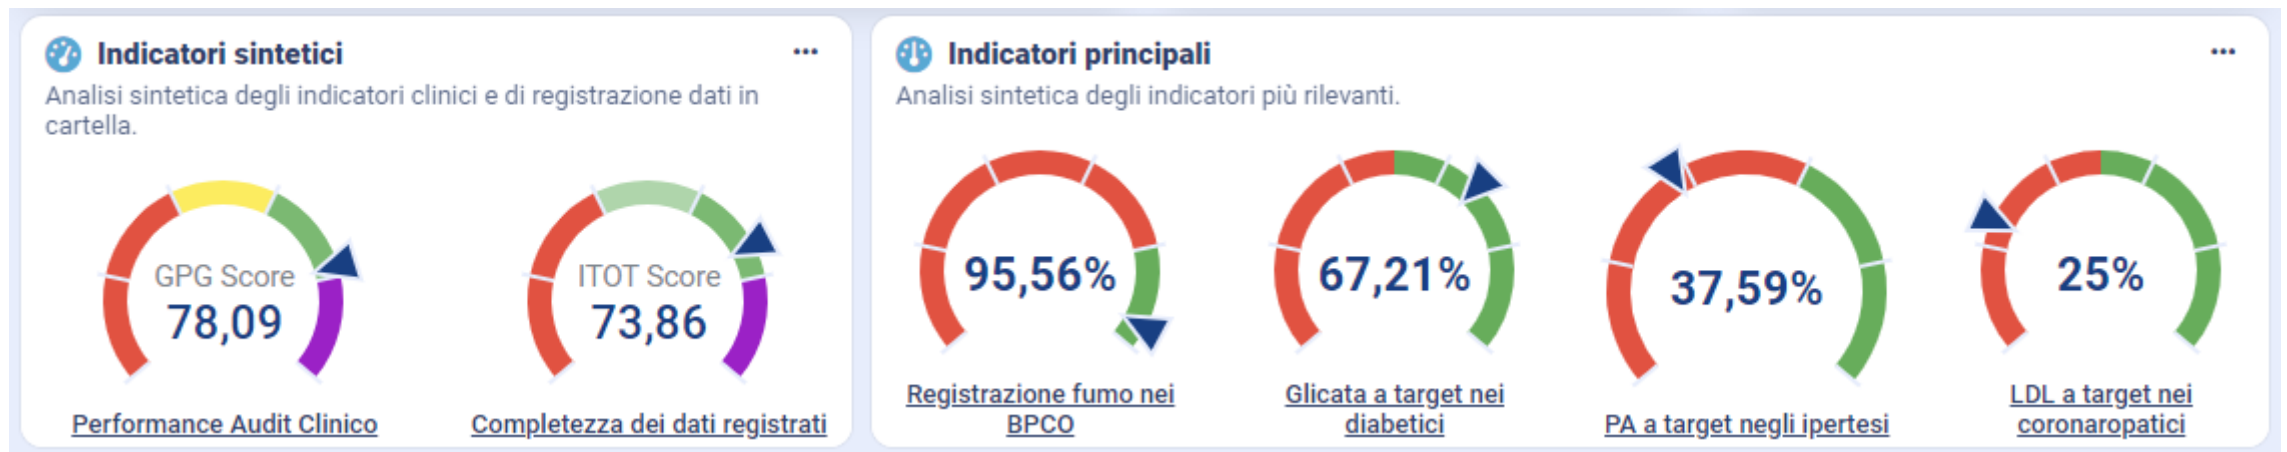 Indicatori sintetici
Analisi sintetica degli indicatori clinici e di registrazione dati in
cartella.
GPG Score
78,09
Performance Audit Clinico
ITOT Score
73,86
Completezza dei dati registrati
Indicatori principali
Analisi sintetica degli indicatori più rilevanti.
95,56%
Registrazione fumo nei
BPCO
67,21%
Glicata a target nei
diabetici
37,59%
PA a target negli ipertesi
25%
LDL a target nei
coronaropatici